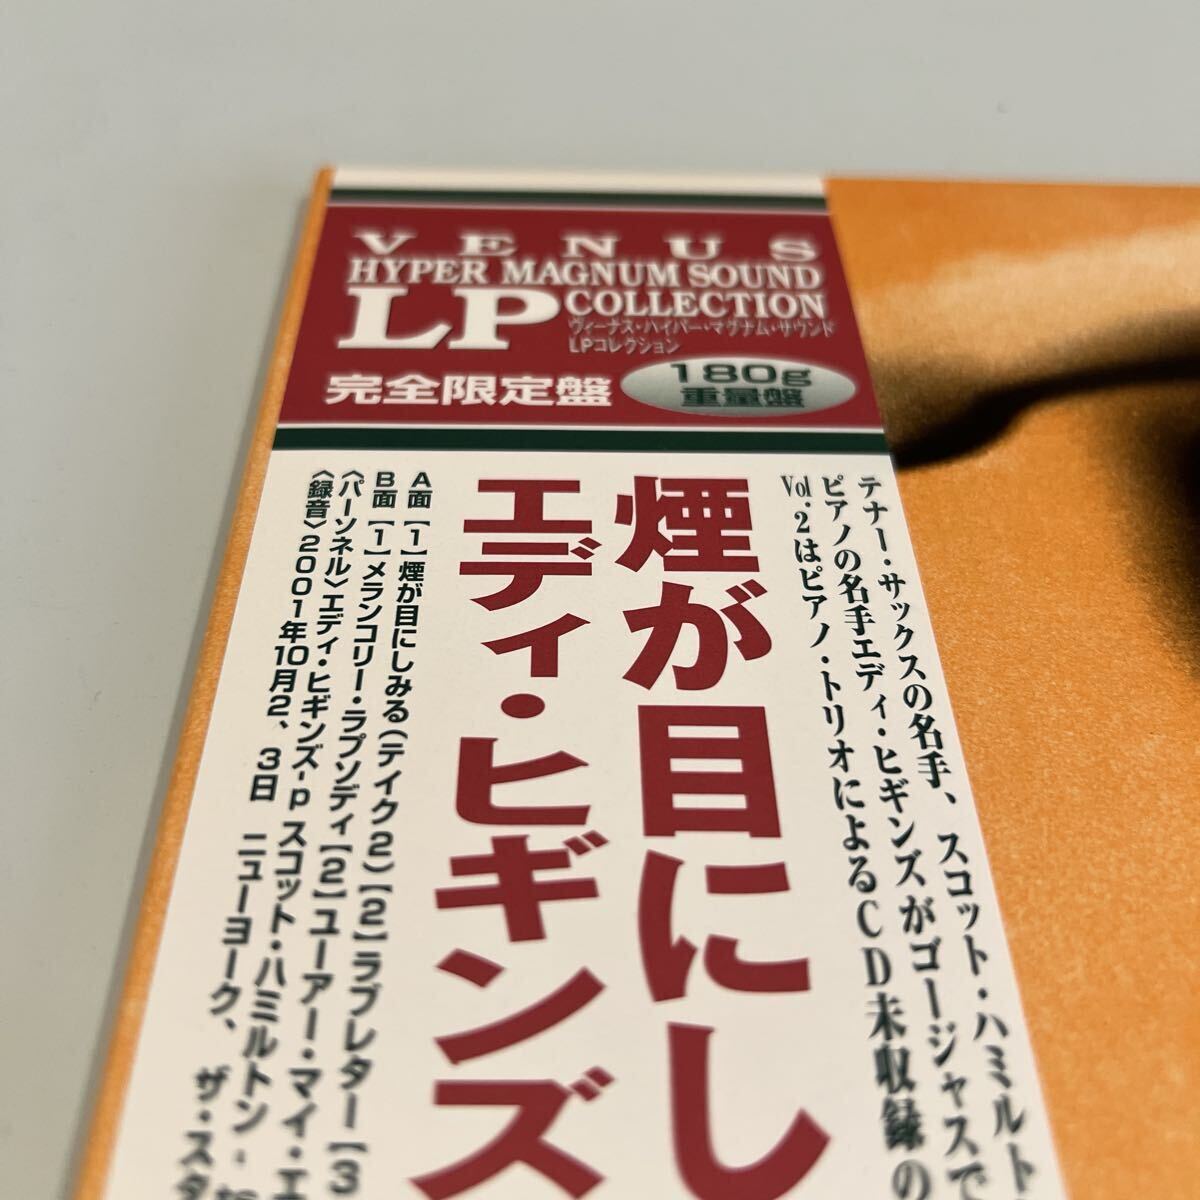 VENUS
HYPER MAGNUM SOUND
LP COLLECTION
ヴィーナス・ハイパー・マグナム・サウンド
LPコレクション
完全限定盤
180g
重量盤
テナー・サックスの名手、スコット・ハミルト
ピアノの名手エディ・ヒギンズがゴージャスで
Vol.2はピアノ・トリオによるCD未収録の
煙が目にし
エディ・ヒギンズ
A面【1】煙が目にしみる(テイク2)【2】ラブレター【3
B面【1】メランコリー・ラプソディ【2】ユーアー・マイ・エ
〈パーソネル〉エディ・ヒギンズ-p スコット・ハミルトン-
〈録音〉2001年10月2、3日 ニューヨーク、ザ・スタ